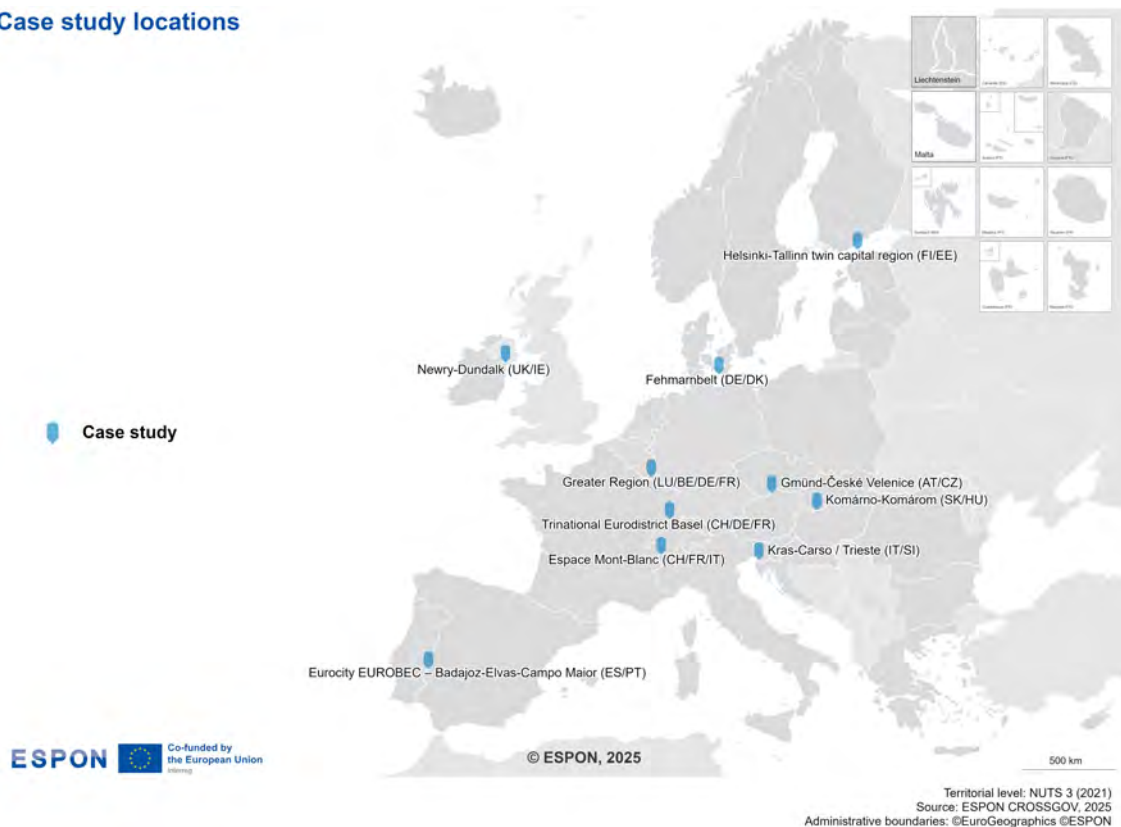 Case study locations
Liechtenstein
Malta
Helsinki-Tallinn twin capital region (FI/EE)
Newry-Dundalk (UK/IE)
Fehmarnbelt (DE/DK)
Case study
Greater Region (LU/BE/DE/FR)
Gmünd-České Velenice (AT/CZ)
Komárno-Komárom (SK/HU)
Trinational Eurodistrict Basel (CH/DE/FR)
Espace Mont-Blanc (CH/FR/IT)
Kras-Carso / Trieste (IT/SI)
Eurocity EUROBEC – Badajoz-Elvas-Campo Maior (ES/PT)
ESPON
Co-funded by
the European Union
Interreg
© ESPON, 2025
500 km
Territorial level: NUTS 3 (2021)
Source: ESPON CROSSGOV, 2025
Administrative boundaries: ©EuroGeographics ©ESPON